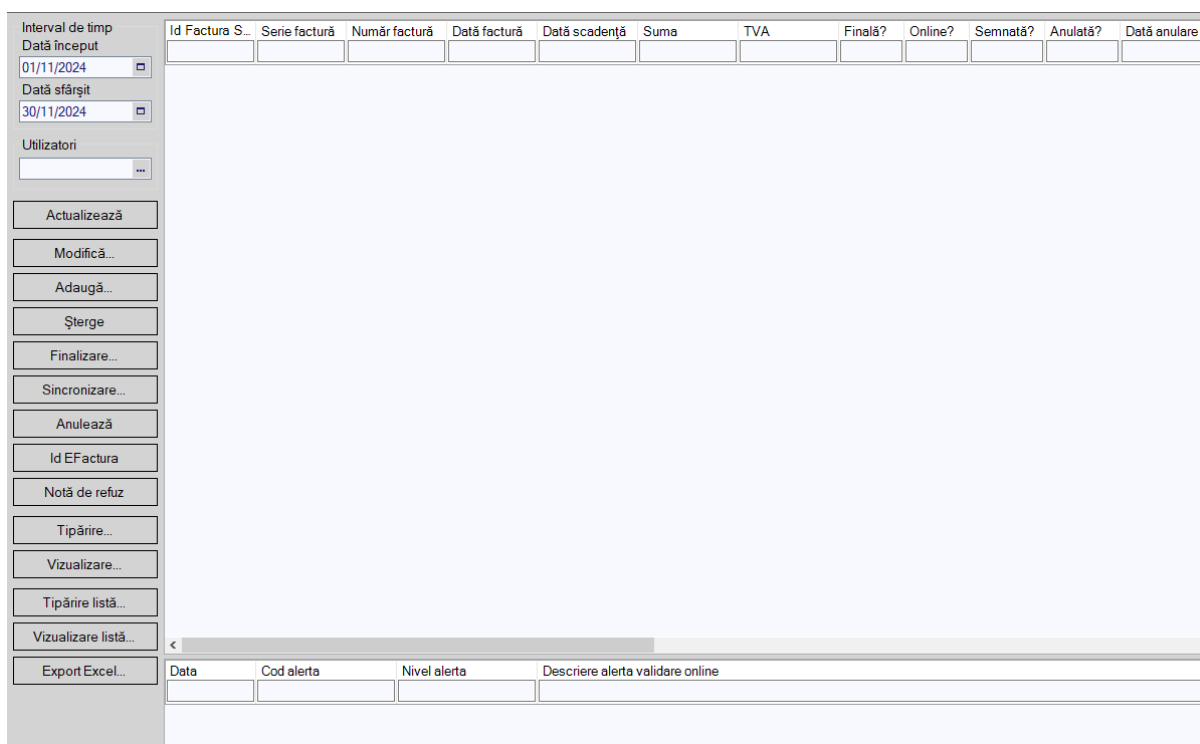 Interval de timp
Dată început
01/11/2024
Dată sfârşit
30/11/2024
Utilizatori
...
Actualizează
Modifică...
Adaugă...
Şterge
Finalizare...
Sincronizare...
Anulează
Id EFactura
Notă de refuz
Tipărire...
Vizualizare...
Tipărire listă...
Vizualizare listă...
Export Excel...
Id Factura S... Serie factură Număr factură Dată factură Dată scadenţă Suma TVA Finală? Online? Semnată? Anulată? Dată anulare
Data Cod alerta Nivel alerta Descriere alerta validare online